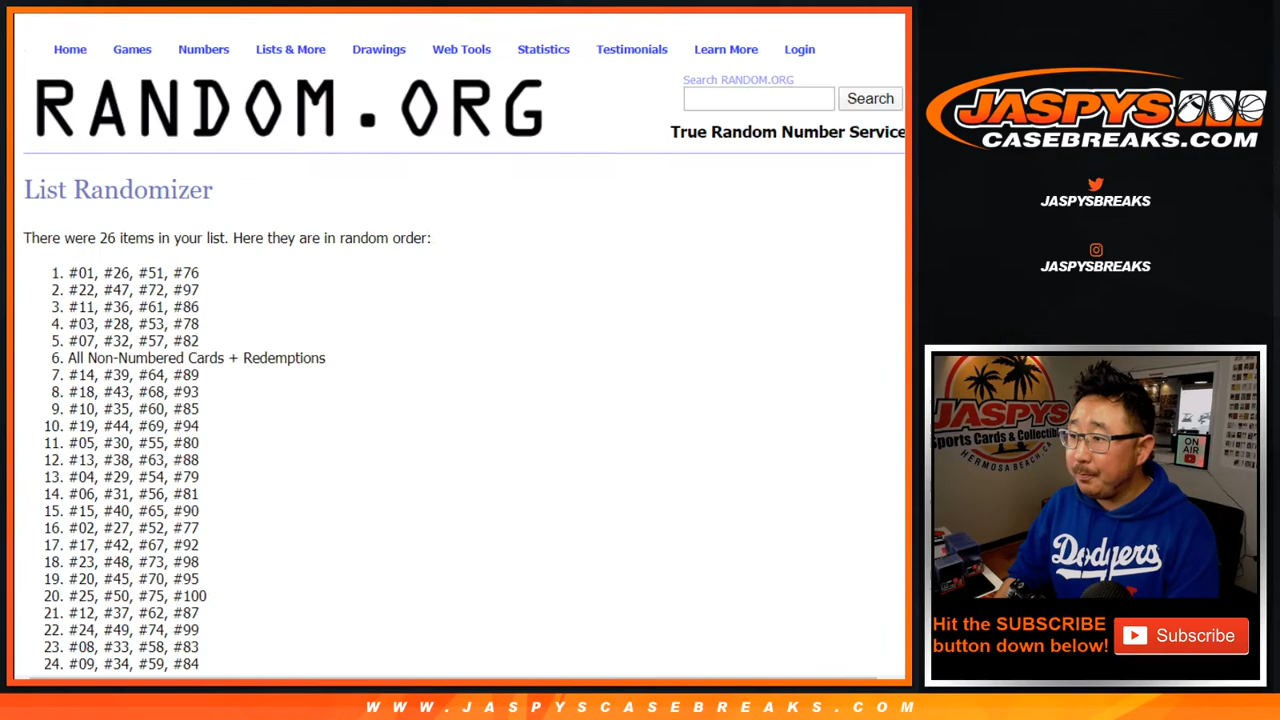 Home Games Numbers Lists & More Drawings Web Tools Statistics Testimonials Learn More Login
RANDOM.ORG
Search RANDOM.ORG
Search
True Random Number Service
List Randomizer
There were 26 items in your list. Here they are in random order:
1. #01, #26, #51, #76
2. #22, #47, #72, #97
3. #11, #36, #61, #86
4. #03, #28, #53, #78
5. #07, #32, #57, #82
6. All Non-Numbered Cards + Redemptions
7. #14, #39, #64, #89
8. #18, #43, #68, #93
9. #10, #35, #60, #85
10. #19, #44, #69, #94
11. #05, #30, #55, #80
12. #13, #38, #63, #88
13. #04, #29, #54, #79
14. #06, #31, #56, #81
15. #15, #40, #65, #90
16. #02, #27, #52, #77
17. #17, #42, #67, #92
18. #23, #48, #73, #98
19. #20, #45, #70, #95
20. #25, #50, #75, #100
21. #12, #37, #62, #87
22. #24, #49, #74, #99
23. #08, #33, #58, #83
24. #09, #34, #59, #84
JASPYS
CASEBREAKS.COM
JASPYSBREAKS
JASPYSBREAKS
JASPYS
Sports Cards & Collectib
HERMOSA BEACH, CA
ON
AIR
Dodgers
Hit the SUBSCRIBE
button down below!
Subscribe
WWW.JASPYSCASEBREAKS.COM